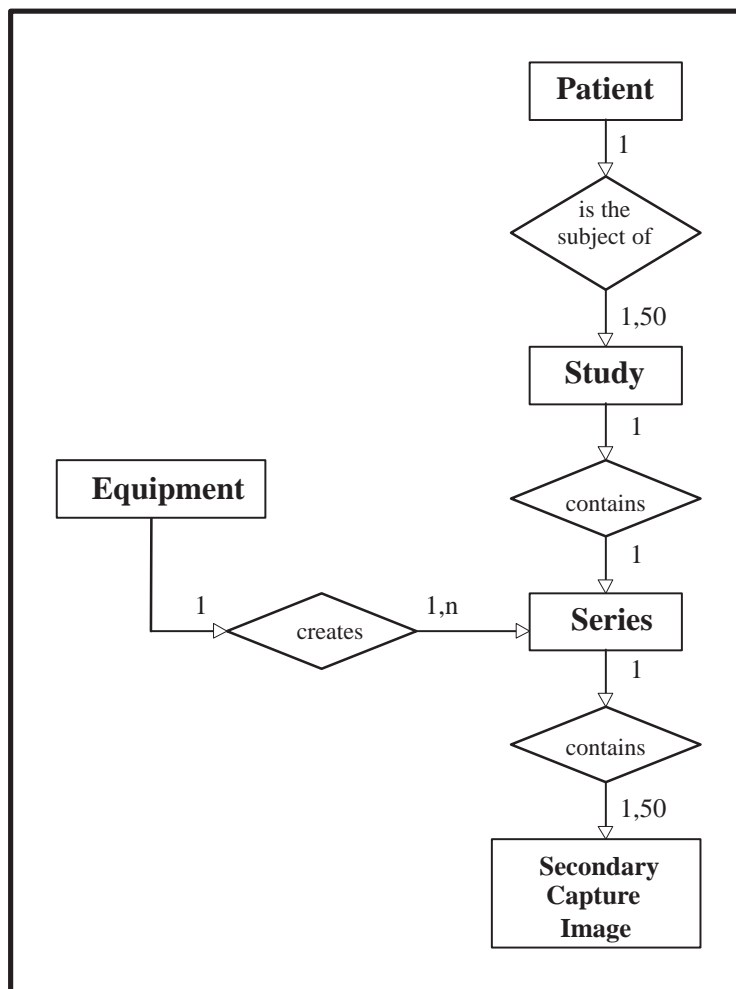 Patient
1
is the
subject of
1,50
Study
1
Equipment
contains
1
1
1,n
creates
Series
1
contains
1,50
Secondary
Capture
Image